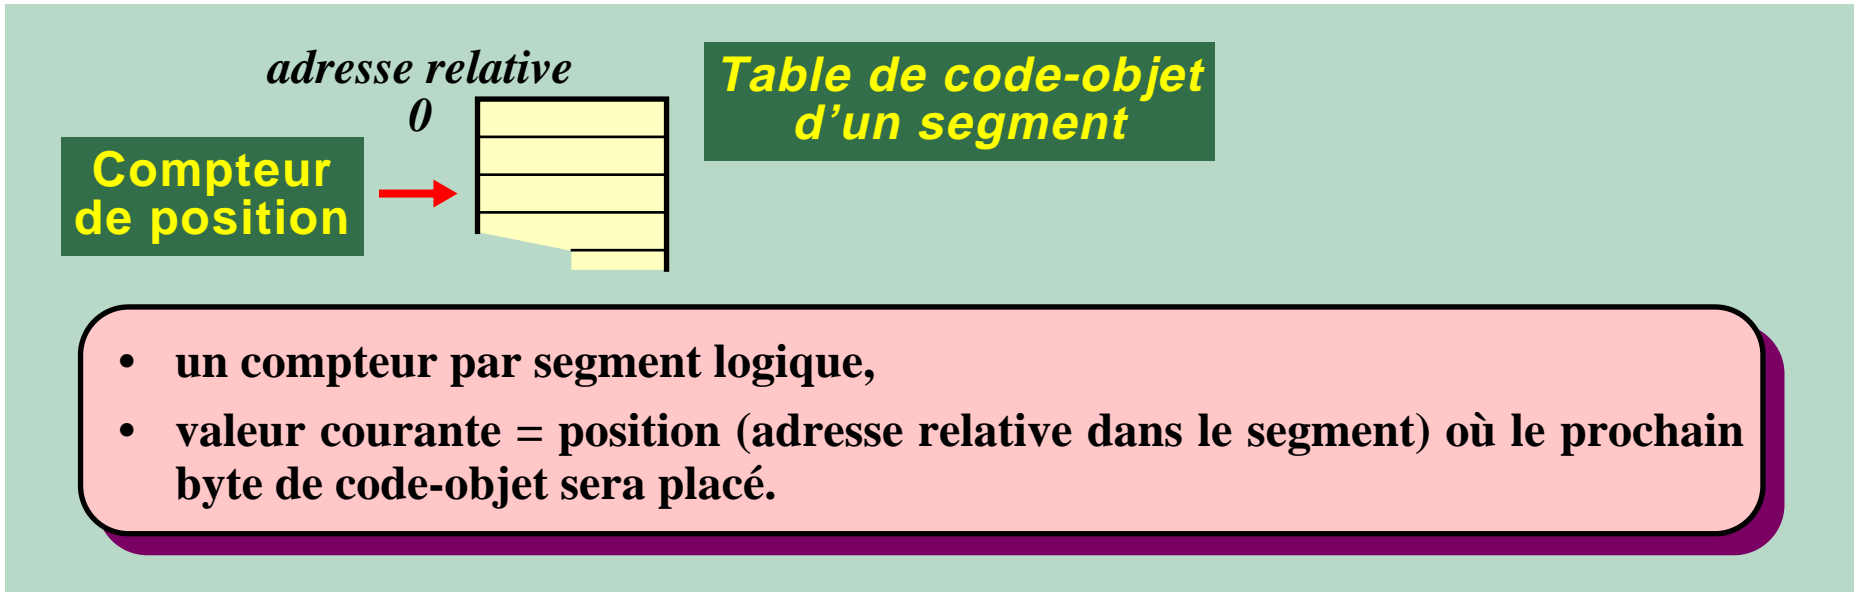 adresse relative
0
Table de code-objet
d’un segment
Compteur
de position
• un compteur par segment logique,
• valeur courante = position (adresse relative dans le segment) où le prochain
byte de code-objet sera placé.